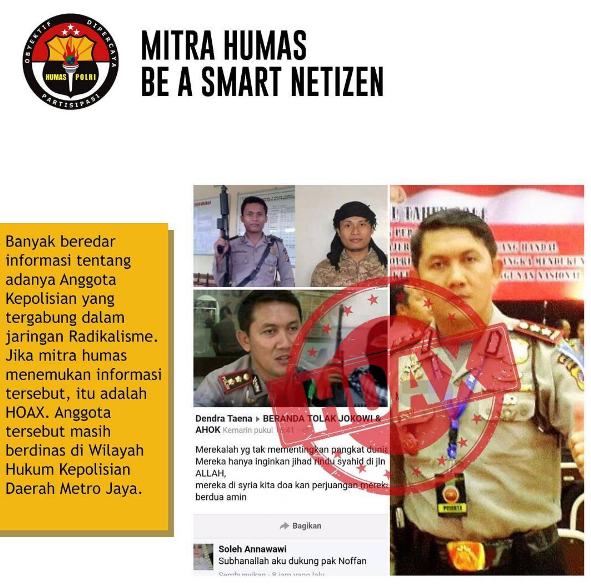 OBYEKTIF DIPERCAYA
HUMAS POLRI
PARTISIPASI
MITRA HUMAS
BE A SMART NETIZEN
Banyak beredar
informasi tentang
adanya Anggota
Kepolisian yang
tergabung dalam
jaringan Radikalisme.
Jika mitra humas
menemukan informasi
tersebut, itu adalah
HOAX. Anggota
tersebut masih
berdinas di Wilayah
Hukum Kepolisian
Daerah Metro Jaya.
HOAX
Dendra Taena ▸ BERANDA TOLAK JOKOWI &
AHOK Kemarin pukul
Merekalah yg tak mementingkan pangkat dunia
Mereka hanya inginkan jihad rindu syahid di jln
ALLAH,
mereka di syria kita doa kan perjuangan mereka
berdua amin
Bagikan
Soleh Annawawi
Subhanallah aku dukung pak Noffan